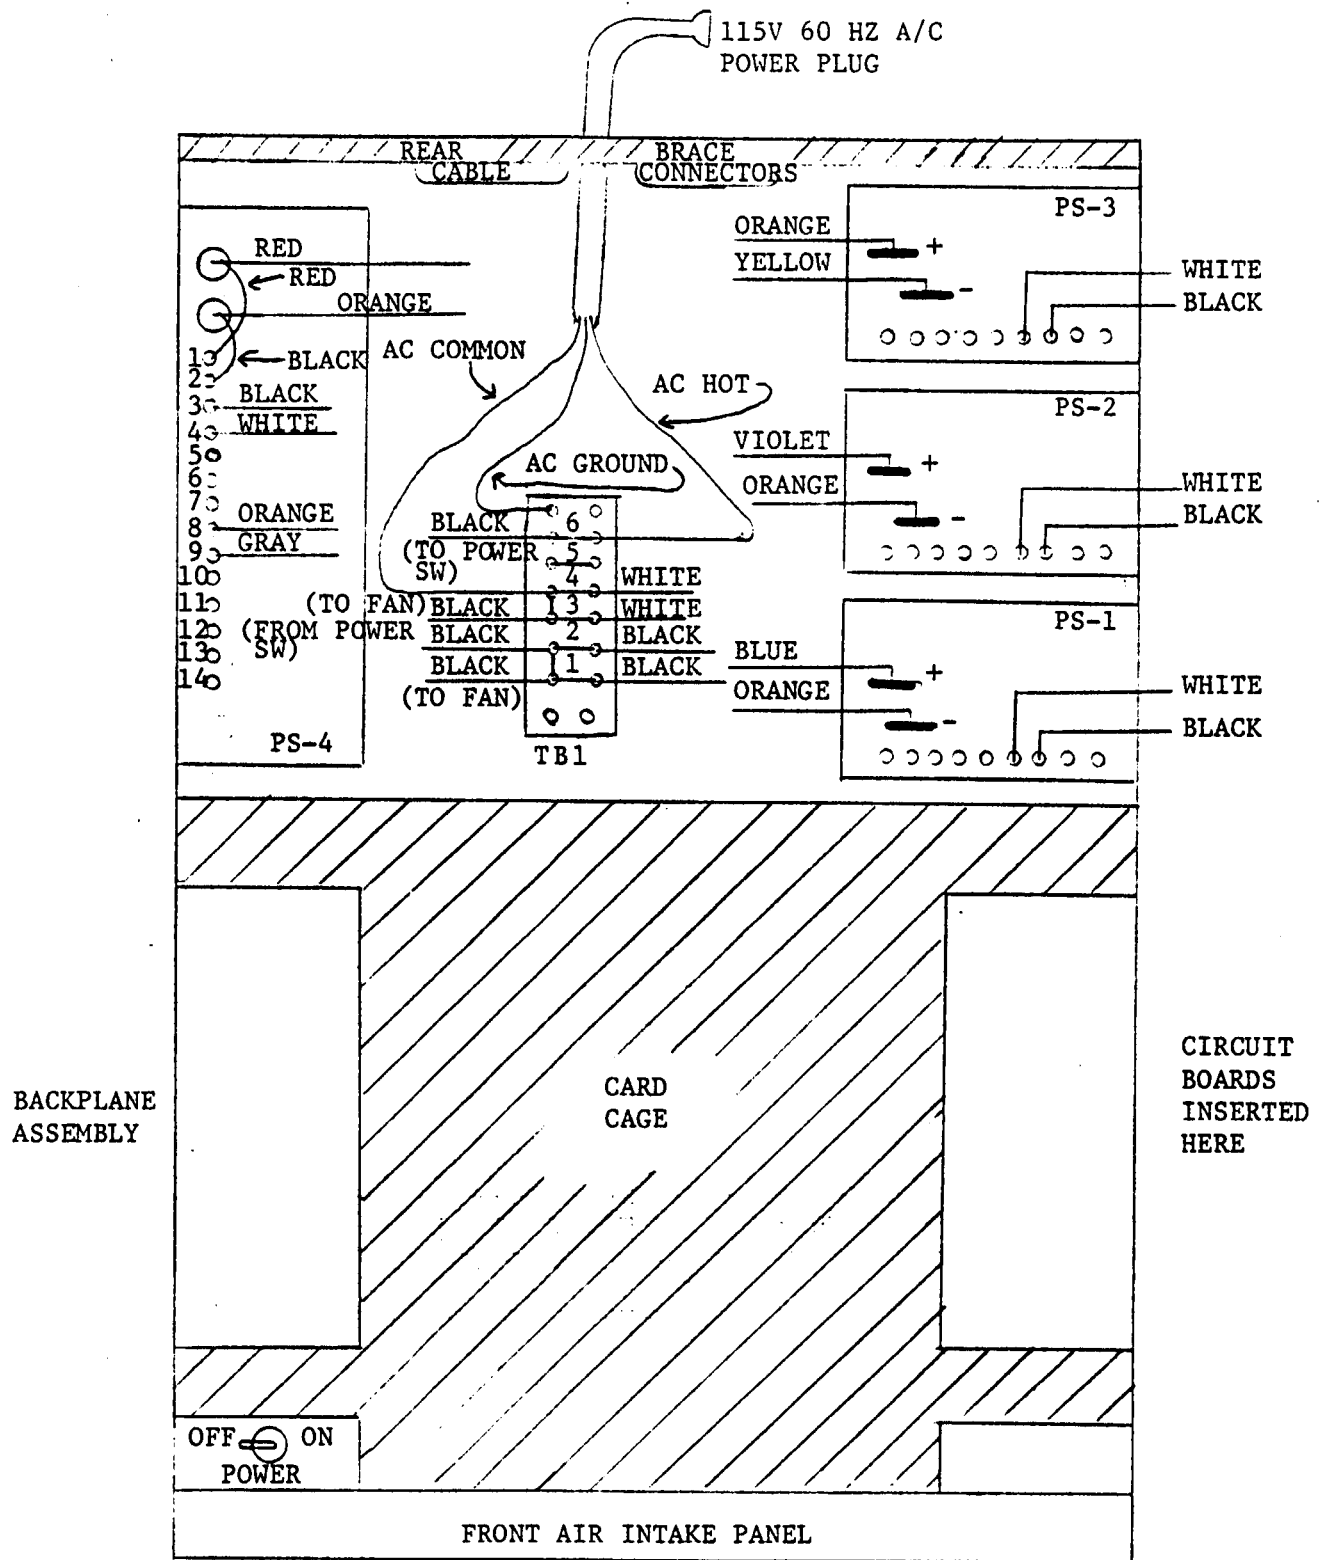 115V 60 HZ A/C
POWER PLUG
REAR BRACE
CABLE CONNECTORS
PS-3
ORANGE +
YELLOW -
WHITE
BLACK
RED
RED
ORANGE
1 BLACK
2
3 BLACK
4 WHITE
5
6
7
8 ORANGE
9 GRAY
10
11
12
13
14
PS-4
AC COMMON
AC HOT
AC GROUND
BLACK 6
(TO POWER SW) 5
4 WHITE
(TO FAN) BLACK 3 WHITE
(FROM POWER SW) BLACK 2 BLACK
BLACK 1 BLACK
(TO FAN)
TB1
PS-2
VIOLET +
ORANGE -
WHITE
BLACK
PS-1
BLUE +
ORANGE -
WHITE
BLACK
CARD
CAGE
BACKPLANE
ASSEMBLY
CIRCUIT
BOARDS
INSERTED
HERE
OFF ON
POWER
FRONT AIR INTAKE PANEL